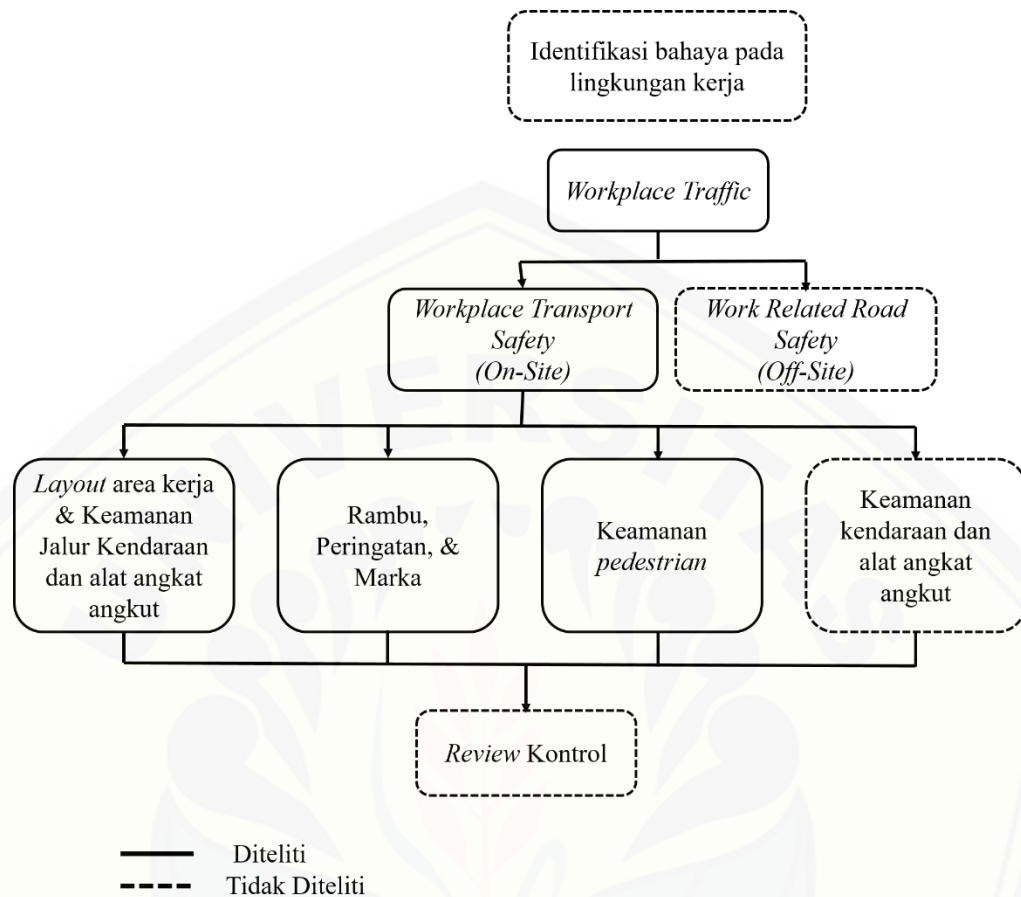 Identifikasi bahaya pada
lingkungan kerja
Workplace Traffic
Workplace Transport
Safety
(On-Site)
Work Related Road
Safety
(Off-Site)
Layout area kerja
& Keamanan
Jalur Kendaraan
dan alat angkat
angkut
Rambu,
Peringatan, &
Marka
Keamanan
pedestrian
Keamanan
kendaraan dan
alat angkat
angkut
Review Kontrol
Diteliti
Tidak Diteliti
UNIVERSITAS